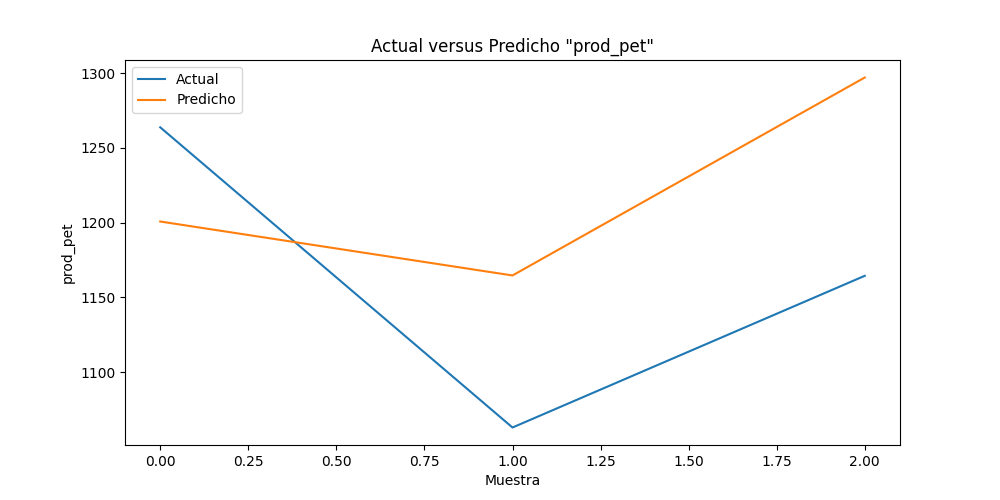 Actual versus Predicho "prod_pet"
Actual
Predicho
prod_pet
1300
1250
1200
1150
1100
0.00 0.25 0.50 0.75 1.00 1.25 1.50 1.75 2.00
Muestra